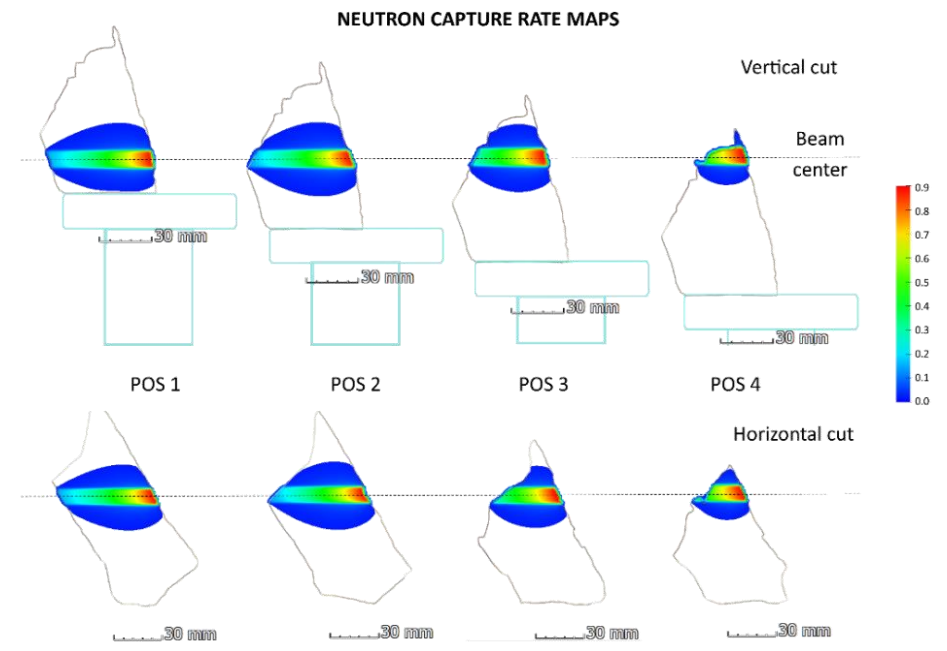 NEUTRON CAPTURE RATE MAPS
Vertical cut
Beam
center
0.9
0.8
0.7
0.6
0.5
0.4
0.3
0.2
0.1
0.0
30 mm
30 mm
30 mm
30 mm
POS 1
POS 2
POS 3
POS 4
Horizontal cut
30 mm
30 mm
30 mm
30 mm